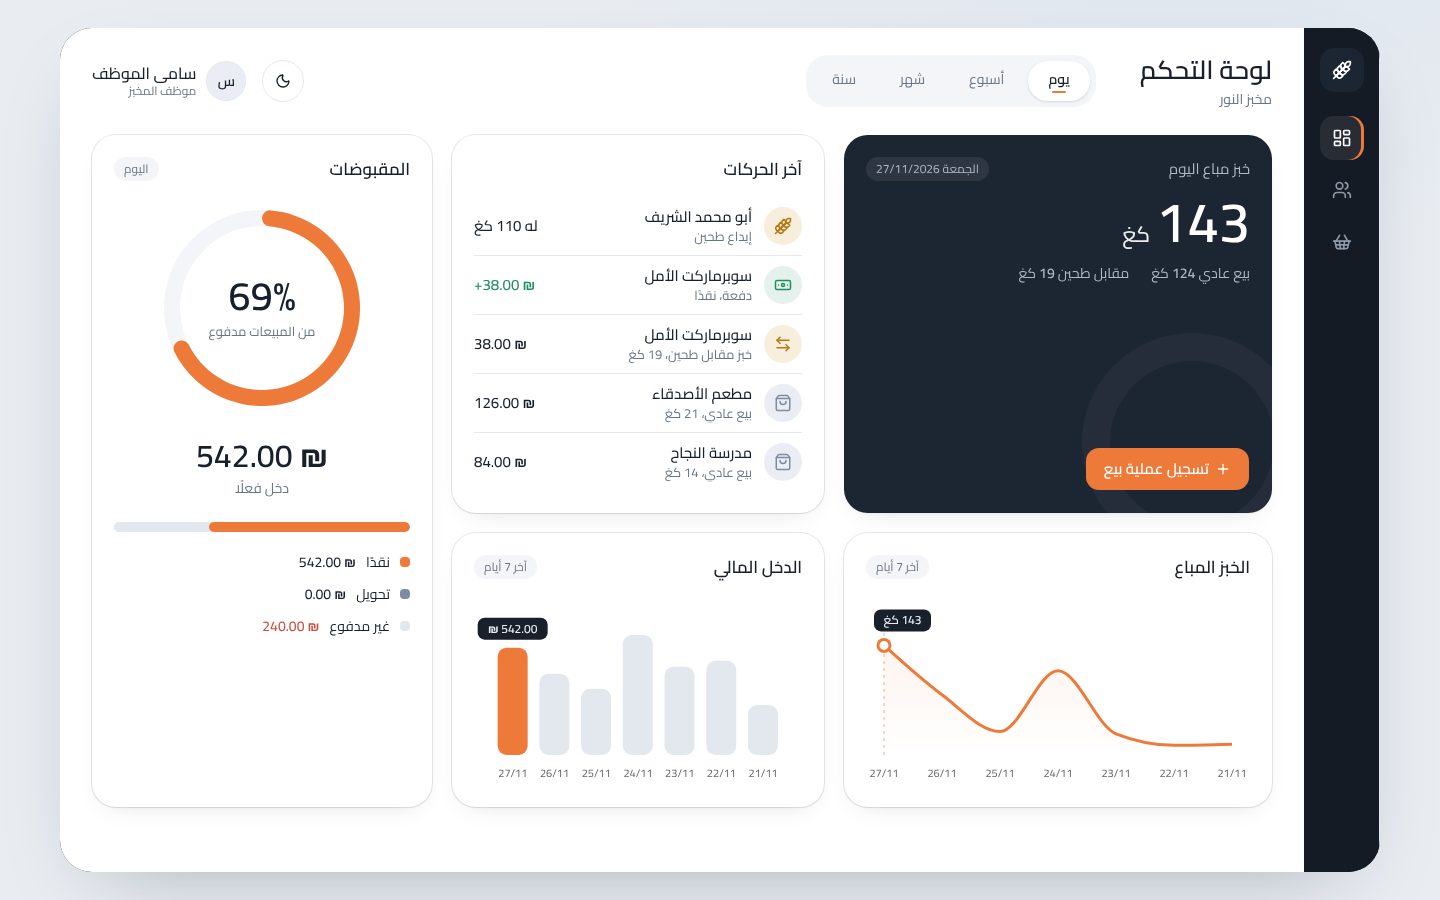 لوحة التحكم
مخبز النور
يوم
أسبوع
شهر
سنة
س
سامي الموظف
موظف المخبز
خبز مباع اليوم
الجمعة 27/11/2026
143 كغ
بيع عادي 124 كغ
مقابل طحين 19 كغ
+ تسجيل عملية بيع
آخر الحركات
أبو محمد الشريف
إيداع طحين
له 110 كغ
سوبرماركت الأمل
دفعة، نقدًا
+38.00 ₪
سوبرماركت الأمل
خبز مقابل طحين، 19 كغ
38.00 ₪
مطعم الأصدقاء
بيع عادي، 21 كغ
126.00 ₪
مدرسة النجاح
بيع عادي، 14 كغ
84.00 ₪
المقبوضات
اليوم
69%
من المبيعات مدفوع
542.00 ₪
دخل فعلًا
نقدًا 542.00 ₪
تحويل 0.00 ₪
غير مدفوع 240.00 ₪
الخبز المباع
آخر 7 أيام
143 كغ
21/11
22/11
23/11
24/11
25/11
26/11
27/11
الدخل المالي
آخر 7 أيام
542.00 ₪
21/11
22/11
23/11
24/11
25/11
26/11
27/11